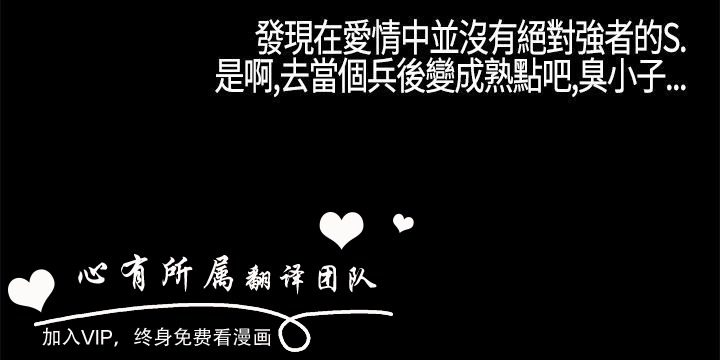 發現在愛情中並沒有絕對強者的S.
是啊,去當個兵後變成熟點吧,臭小子...
心有所属翻译团队
加入VIP，终身免费看漫画